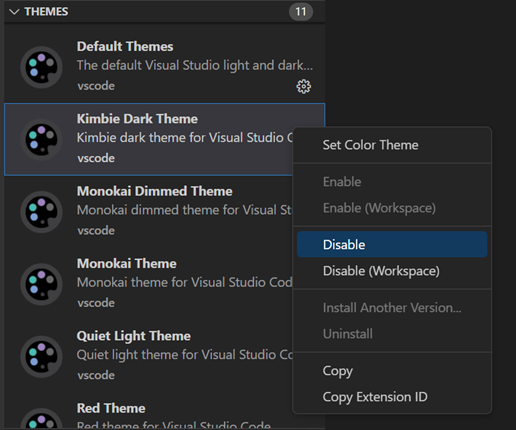 THEMES 11
Default Themes
The default Visual Studio light and dark...
vscode
Kimbie Dark Theme
Kimbie dark theme for Visual Studio C
vscode
Monokai Dimmed Theme
Monokai dimmed theme for Visual St
vscode
Monokai Theme
Monokai theme for Visual Studio Cod
vscode
Quiet Light Theme
Quiet light theme for Visual Studio Co
vscode
Red Theme
Red theme for Visual Studio Code
Set Color Theme
Enable
Enable (Workspace)
Disable
Disable (Workspace)
Install Another Version...
Uninstall
Copy
Copy Extension ID